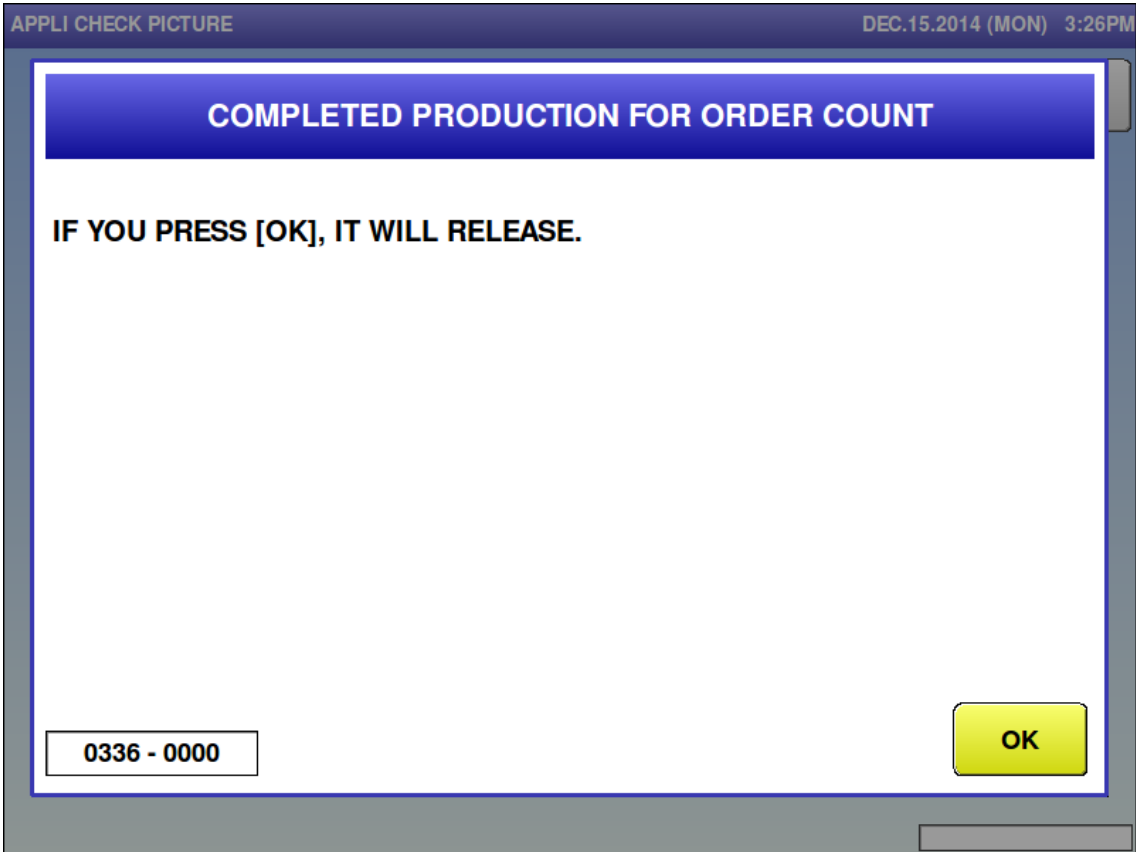 APPLI CHECK PICTURE DEC.15.2014 (MON) 3:26PM
COMPLETED PRODUCTION FOR ORDER COUNT
IF YOU PRESS [OK], IT WILL RELEASE.
0336 - 0000
OK